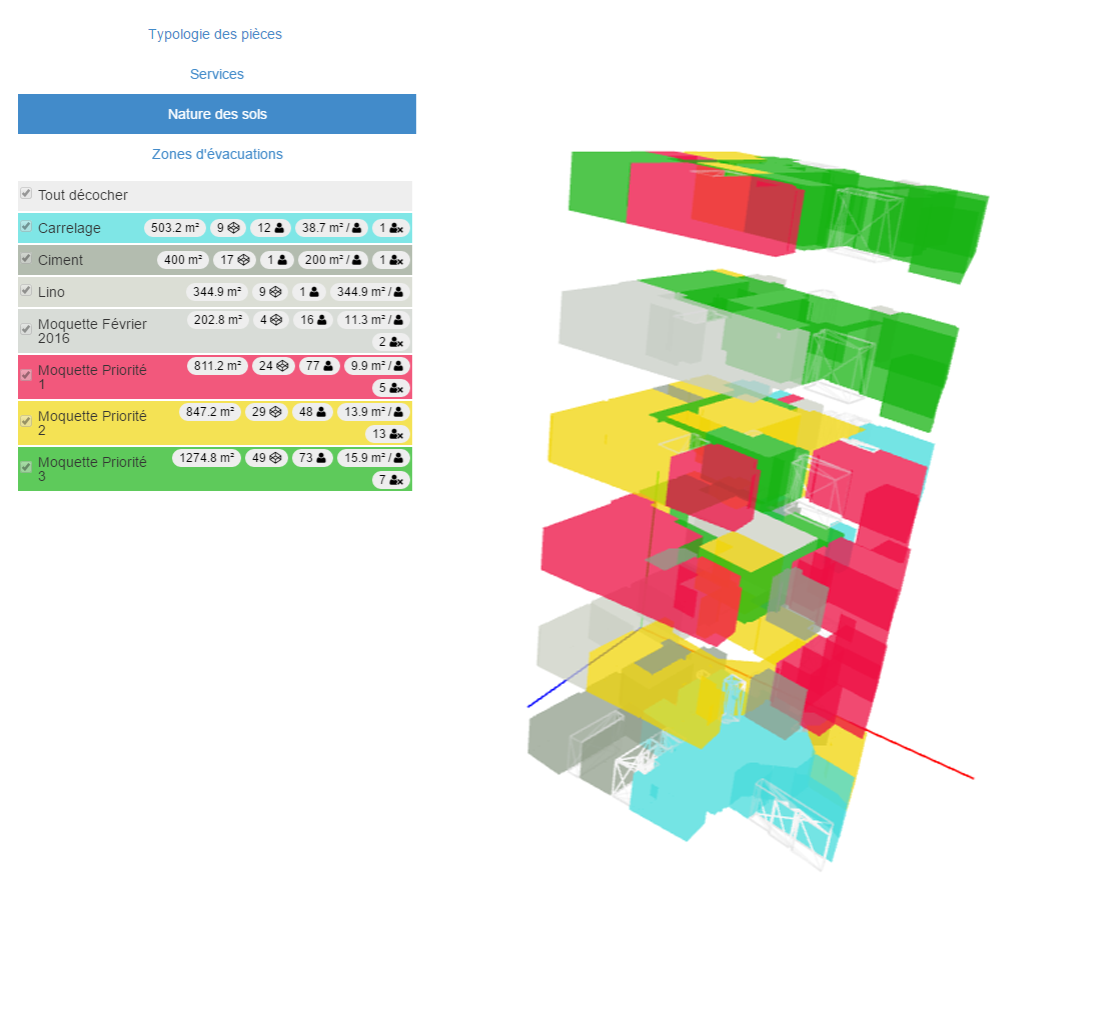 Typologie des pièces
Services
Nature des sols
Zones d'évacuations
Tout décocher
Carrelage 503.2 m² 9 12 38.7 m² / 1
Ciment 400 m² 17 1 200 m² / 1
Lino 344.9 m² 9 1 344.9 m² /
Moquette Février 202.8 m² 4 16 11.3 m² /
2016 2
Moquette Priorité 811.2 m² 24 77 9.9 m² /
1 5
Moquette Priorité 847.2 m² 29 48 13.9 m² /
2 13
Moquette Priorité 1274.8 m² 49 73 15.9 m² /
3 7